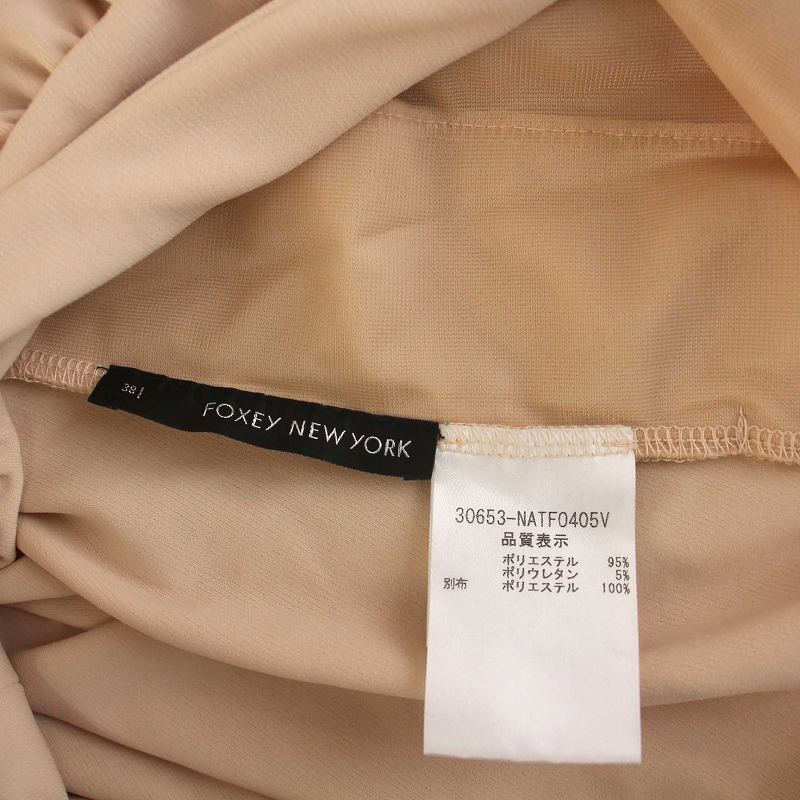 38
FOXEY NEW YORK
30653-NATF0405V
品質表示
ポリエステル 95%
ポリウレタン 5%
別布 ポリエステル 100%